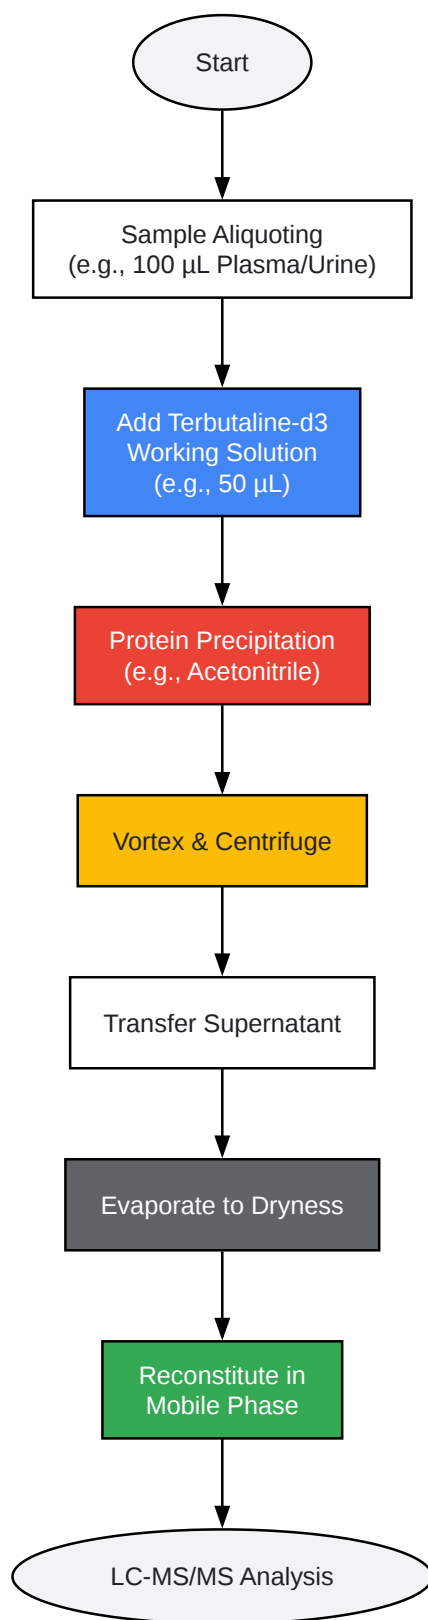 Start
Sample Aliquoting
(e.g., 100 µL Plasma/Urine)
Add Terbutaline-d3
Working Solution
(e.g., 50 µL)
Protein Precipitation
(e.g., Acetonitrile)
Vortex & Centrifuge
Transfer Supernatant
Evaporate to Dryness
Reconstitute in
Mobile Phase
LC-MS/MS Analysis